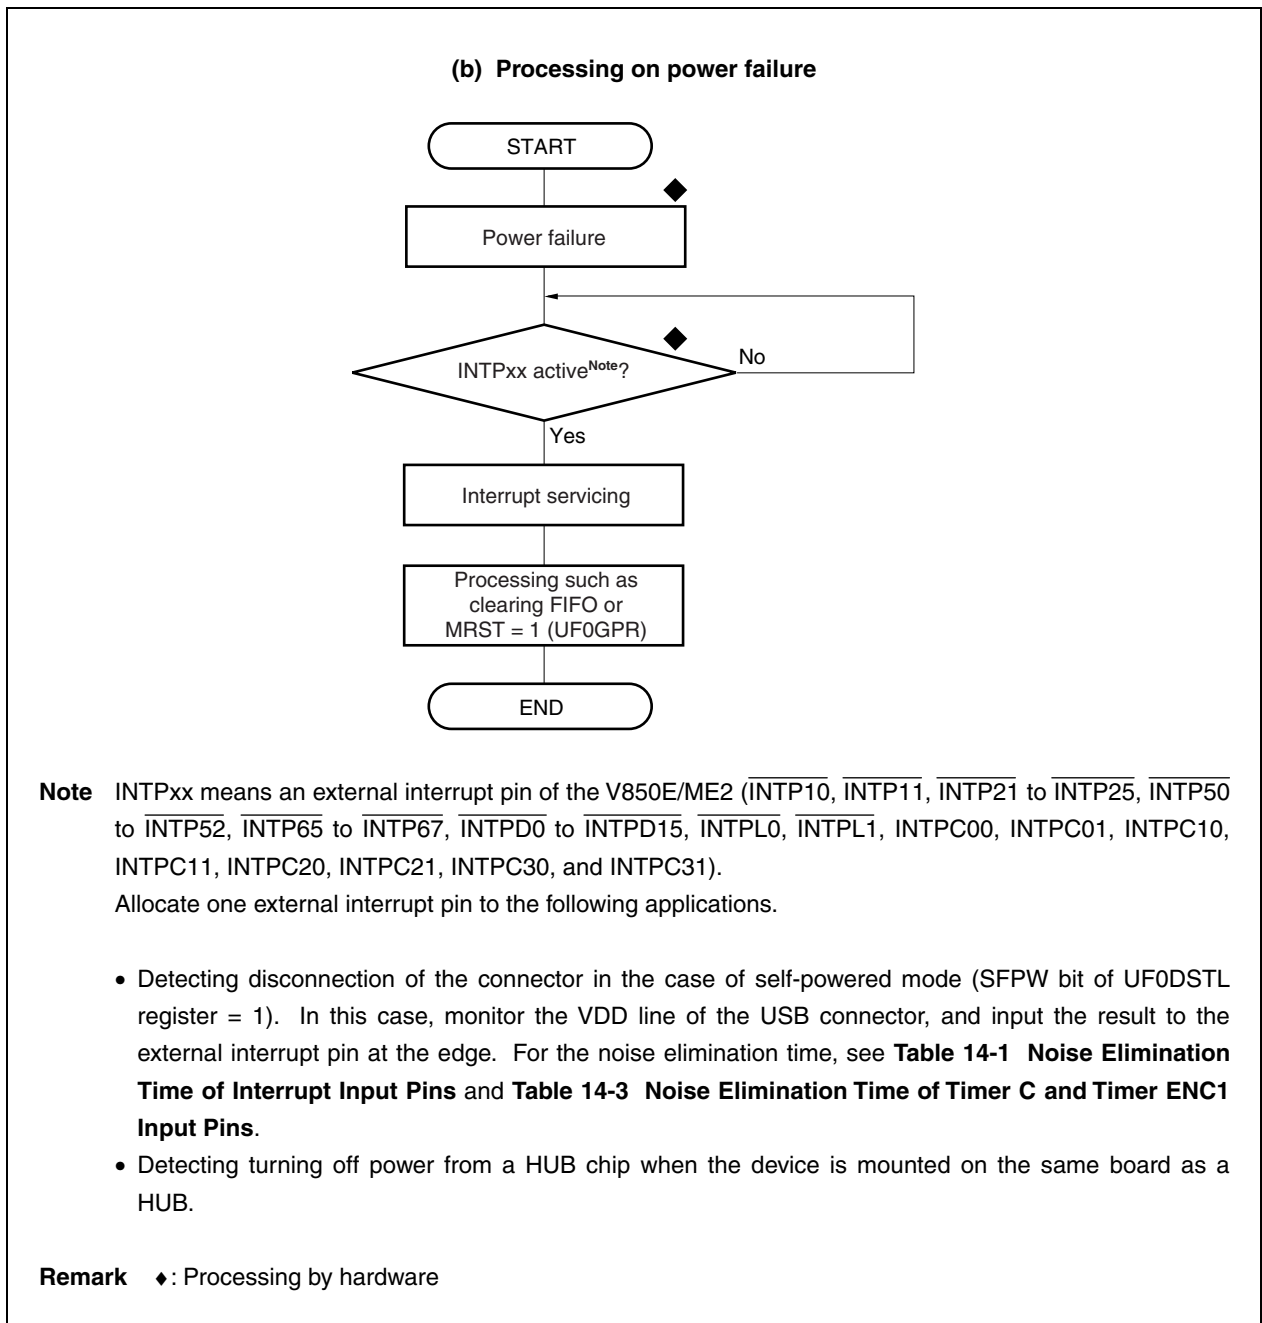 (b) Processing on power failure
START
◆
Power failure
◆
INTPxx active^Note?
No
Yes
Interrupt servicing
Processing such as
clearing FIFO or
MRST = 1 (UF0GPR)
END
Note INTPxx means an external interrupt pin of the V850E/ME2 (INTP10, INTP11, INTP21 to INTP25, INTP50
to INTP52, INTP65 to INTP67, INTPD0 to INTPD15, INTPL0, INTPL1, INTPC00, INTPC01, INTPC10,
INTPC11, INTPC20, INTPC21, INTPC30, and INTPC31).
Allocate one external interrupt pin to the following applications.
• Detecting disconnection of the connector in the case of self-powered mode (SFPW bit of UF0DSTL
register = 1). In this case, monitor the VDD line of the USB connector, and input the result to the
external interrupt pin at the edge. For the noise elimination time, see Table 14-1 Noise Elimination
Time of Interrupt Input Pins and Table 14-3 Noise Elimination Time of Timer C and Timer ENC1
Input Pins.
• Detecting turning off power from a HUB chip when the device is mounted on the same board as a
HUB.
Remark ♦: Processing by hardware